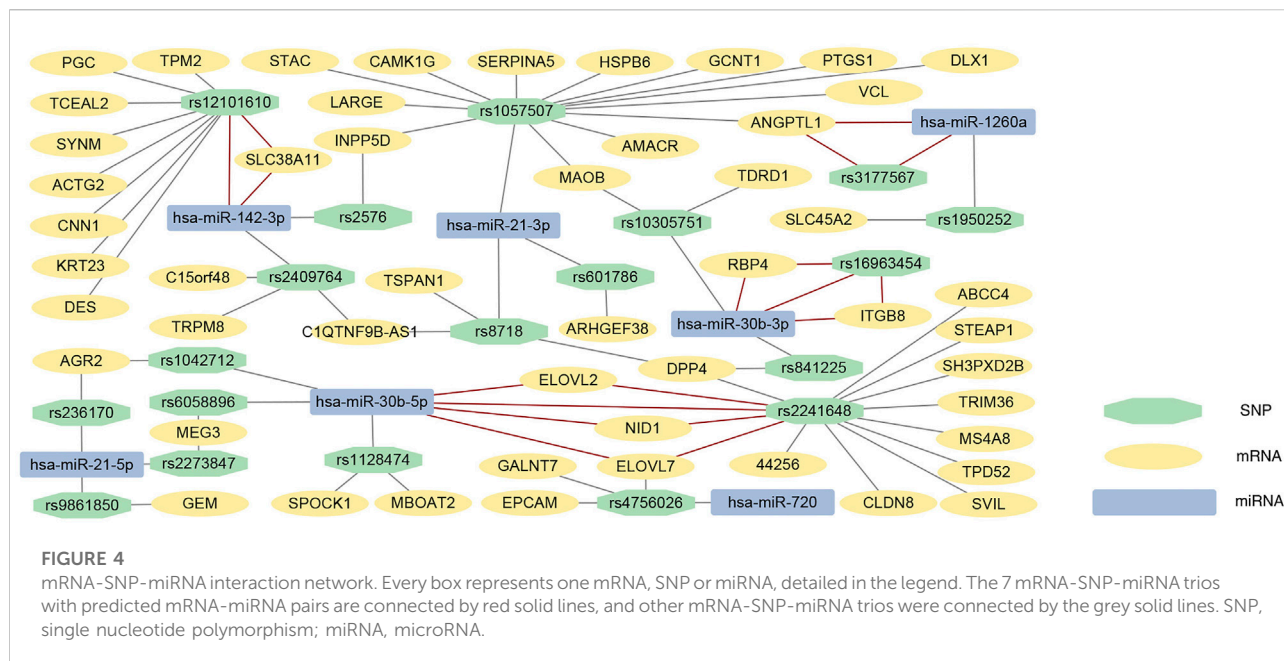 PGC TPM2 STAC CAMK1G SERPINA5 HSPB6 GCNT1 PTGS1 DLX1
TCEAL2 rs12101610 LARGE rs1057507 VCL
SYNM INPP5D ANGPTL1 hsa-miR-1260a
SLC38A11 AMACR
ACTG2 MAOB TDRD1 rs3177567
CNN1 hsa-miR-142-3p rs2576 hsa-miR-21-3p rs10305751 SLC45A2 rs1950252
KRT23 C15orf48 rs2409764 TSPAN1 rs601786 RBP4 rs16963454
DES ABCC4
TRPM8 C1QTNF9B-AS1 rs8718 ARHGEF38 hsa-miR-30b-3p ITGB8 STEAP1
AGR2 rs1042712 DPP4 rs841225 SH3PXD2B
rs236170 rs6058896 hsa-miR-30b-5p ELOVL2 rs2241648 TRIM36 SNP
MEG3 NID1 MS4A8
hsa-miR-21-5p rs2273847 rs1128474 GALNT7 ELOVL7 44256 TPD52 mRNA
rs9861850 GEM SPOCK1 MBOAT2 EPCAM rs4756026 hsa-miR-720 CLDN8 SVIL miRNA
FIGURE 4
mRNA-SNP-miRNA interaction network. Every box represents one mRNA, SNP or miRNA, detailed in the legend. The 7 mRNA-SNP-miRNA trios
with predicted mRNA-miRNA pairs are connected by red solid lines, and other mRNA-SNP-miRNA trios were connected by the grey solid lines. SNP,
single nucleotide polymorphism; miRNA, microRNA.